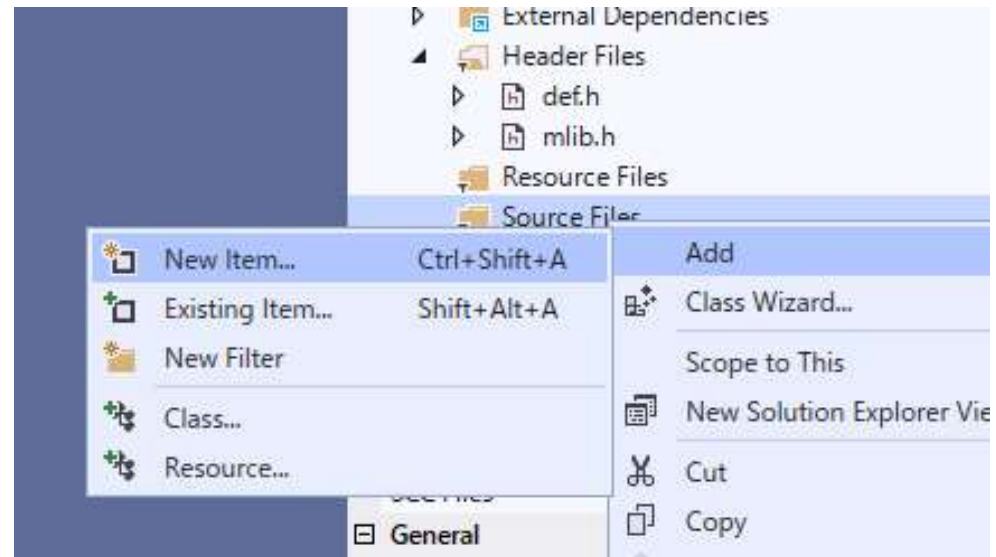 External Dependencies
Header Files
def.h
mlib.h
Resource Files
Source Files
New Item... Ctrl+Shift+A
Existing Item... Shift+Alt+A
New Filter
Class...
Resource...
Add
Class Wizard...
Scope to This
New Solution Explorer Vie
Cut
Copy
Files
General